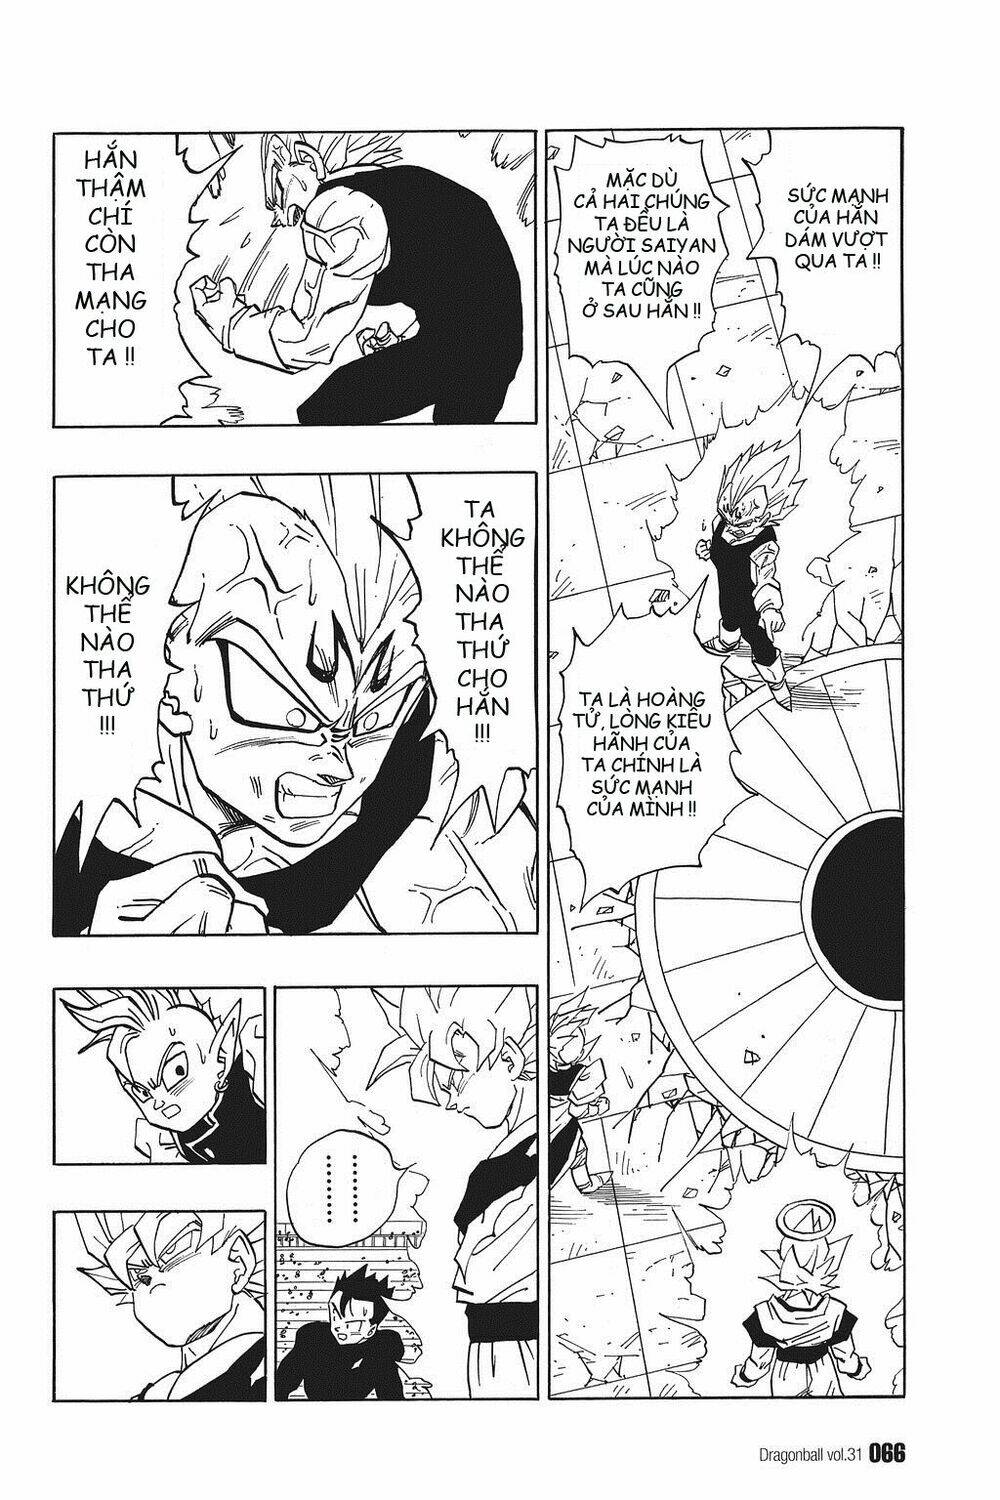 SỨC MẠNH
CỦA HẮN
DÁM VƯỢT
QUA TA !!
MẶC DÙ
CẢ HAI CHÚNG
TA ĐỀU LÀ
NGƯỜI SAIYAN
MÀ LÚC NÀO
TA CŨNG
Ở SAU HẮN !!
TA LÀ HOÀNG
TỬ, LÒNG KIÊU
HÃNH CỦA
TA CHÍNH LÀ
SỨC MẠNH
CỦA MÌNH !!
HẮN
THẬM
CHÍ
CÒN
THA
MẠNG
CHO
TA !!
TA
KHÔNG
THỂ
NÀO
THA
THỨ
CHO
HẮN
!!!
KHÔNG
THỂ
NÀO
THA
THỨ
!!!
........ ........
Dragonball vol.31 066